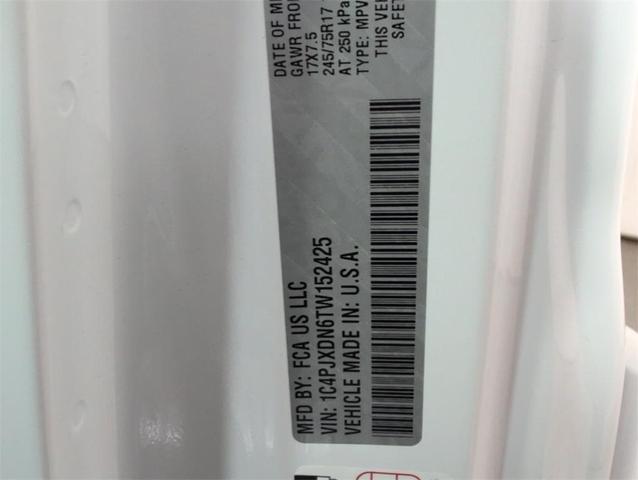 DATE OF M
GAWR FRO
17X7.5
245/75R17
AT 250 kPa
TYPE: MPV
THIS VE
SAFET
MFD BY: FCA US LLC
VIN: 1C4PJXDN6TW152425
VEHICLE MADE IN: U.S.A.